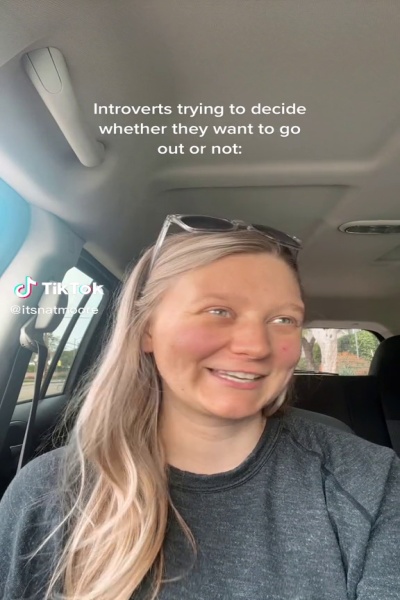 Introverts trying to decide
whether they want to go
out or not:
TikTok
@itsnatmoore